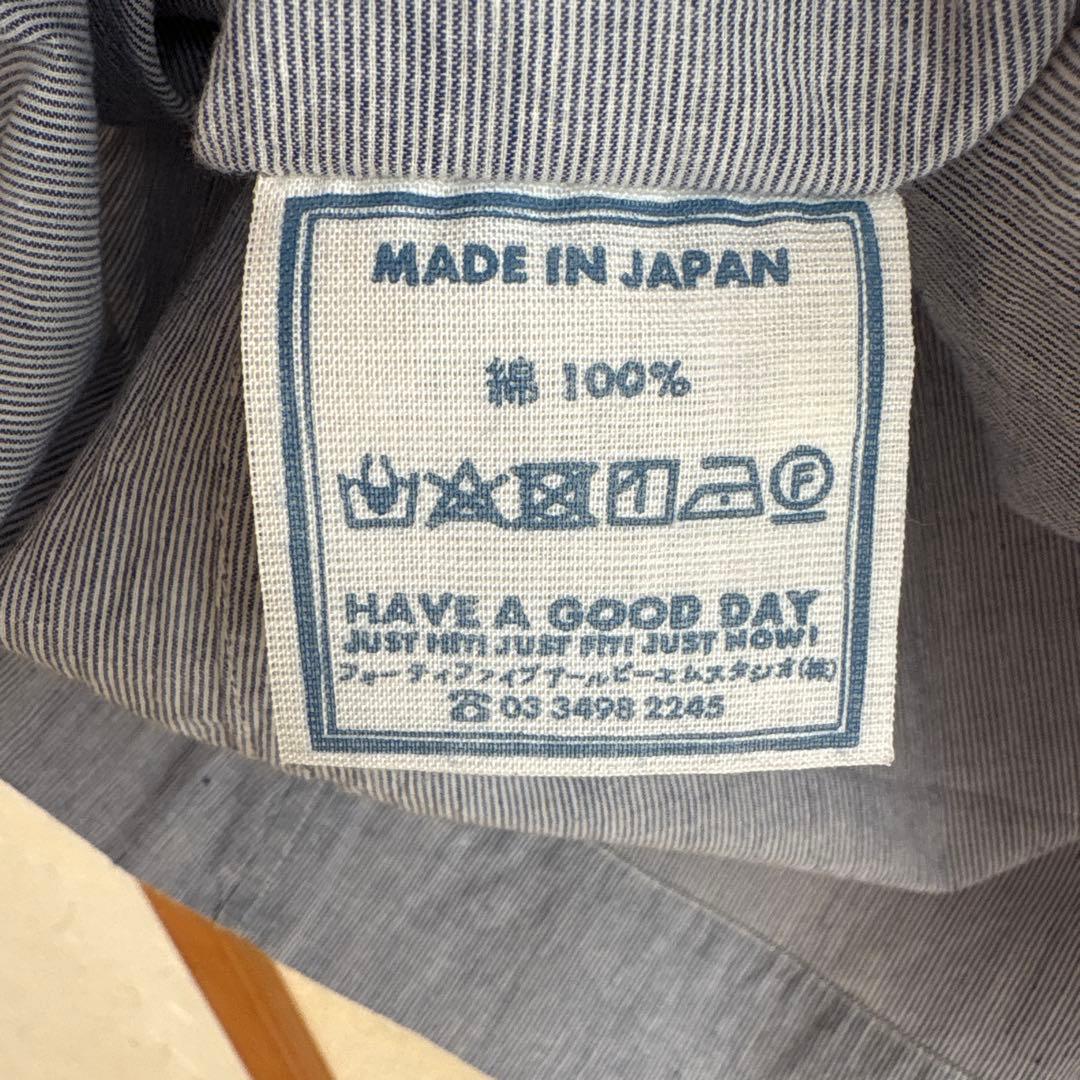 MADE IN JAPAN
綿 100%
F
HAVE A GOOD DAY
JUST HIT! JUST FIT! JUST NOW!
フォーティファイブアールピーエムスタジオ(株)
☎ 03 3498 2245